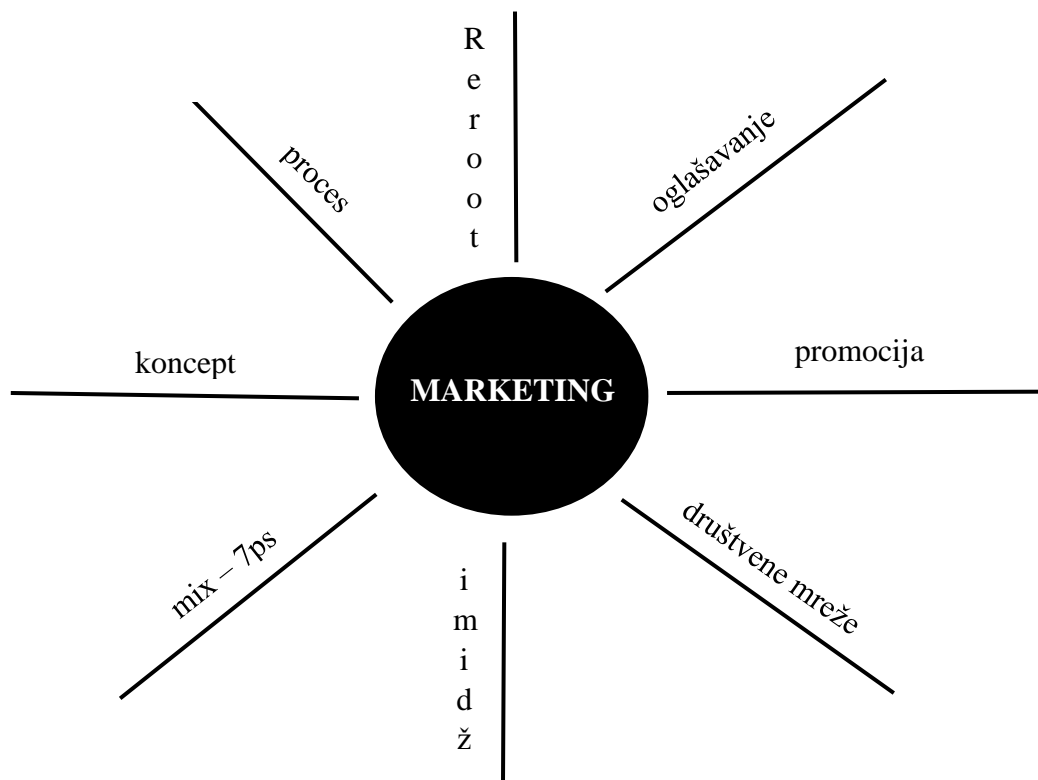 Reroot
oglašavanje
proces
promocija
koncept
MARKETING
društvene mreže
mix – 7ps
imidž